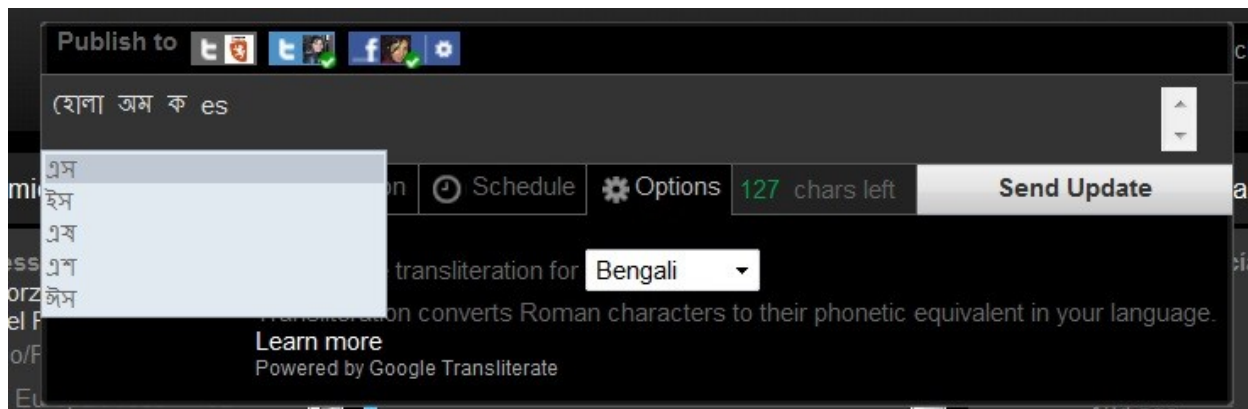 Publish to
হোলা অম ক es
এস
ইস
এষ
এশ
ঈস
Schedule
Options
127 chars left
Send Update
transliteration for Bengali
Transliteration converts Roman characters to their phonetic equivalent in your language.
Learn more
Powered by Google Transliterate